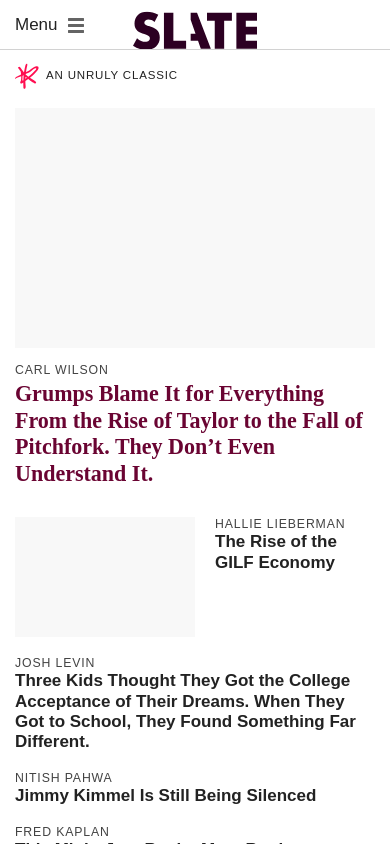 Menu
SLATE
AN UNRULY CLASSIC
CARL WILSON
Grumps Blame It for Everything
From the Rise of Taylor to the Fall of
Pitchfork. They Don’t Even
Understand It.
HALLIE LIEBERMAN
The Rise of the
GILF Economy
JOSH LEVIN
Three Kids Thought They Got the College
Acceptance of Their Dreams. When They
Got to School, They Found Something Far
Different.
NITISH PAHWA
Jimmy Kimmel Is Still Being Silenced
FRED KAPLAN